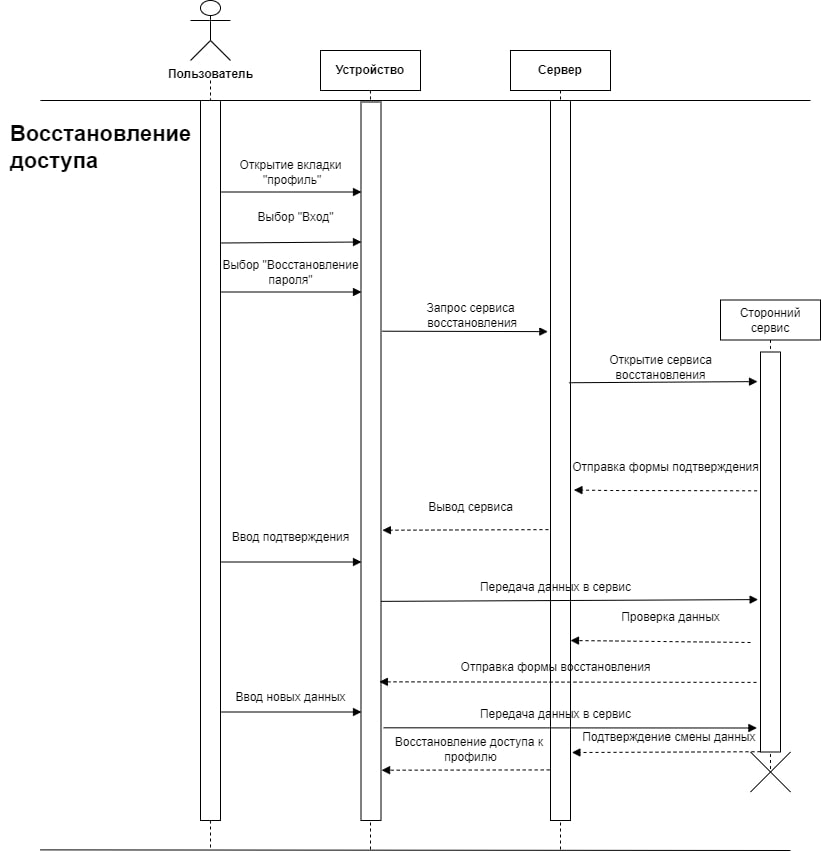 Пользователь
Устройство
Сервер
Восстановление
доступа
Открытие вкладки
"профиль"
Выбор "Вход"
Выбор "Восстановление
пароля"
Запрос сервиса
восстановления
Сторонний
сервис
Открытие сервиса
восстановления
Отправка формы подтверждения
Вывод сервиса
Ввод подтверждения
Передача данных в сервис
Проверка данных
Отправка формы восстановления
Ввод новых данных
Передача данных в сервис
Подтверждение смены данных
Восстановление доступа к
профилю